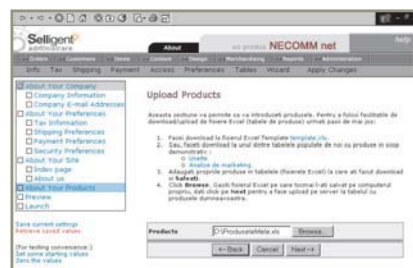 Selligent
administrare
About
NECOMM net
help
Orders
Customers
Items
Content
Design
Merchandising
Reports
Administration
Info Tax Shipping Payment Access Preferences Tables Wizard Apply Changes
About Your Company
Company Information
Company E-mail Addresses
About Your Preferences
Tax Information
Shipping Preferences
Payment Preferences
Security Preferences
About Your Site
Index page
About us
About Your Products
Preview
Launch
Save current settings
Retrieve saved values
(For testing convenience:)
Set some starting values
Zero the values
Upload Products
Aceasta sectiune va permite sa va introduceti produsele. Pentru a folosi facilitatile de
download/upload de fisiere Excel (tabele de produse) urmati pasii de mai jos:
1. Faceti download la fisierul Excel Template template.xls.
2. Sau, faceti download la unul dintre tabelele populate de noi cu produse in scop
demonstrativ :
Unelte
Analize de marketing
3. Adaugati propriile produse in tabelele (fisierele Excel) la care ati facut download
si Salvati.
4. Click Browse. Gasiti fisierul Excel pe care tocmai l-ati salvat pe computerul
propriu, dati click pe Next pentru a face upload pe server la tabelul cu
produsele dumneavoastra.
Products D:\ProduseleMele.xls Browse...
<--Back Cancel Next-->